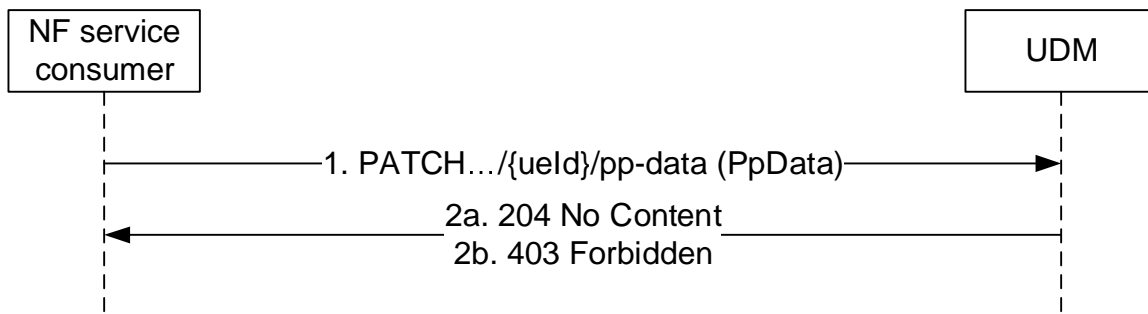 NF service
consumer
UDM
1. PATCH…/{ueId}/pp-data (PpData)
2a. 204 No Content
2b. 403 Forbidden